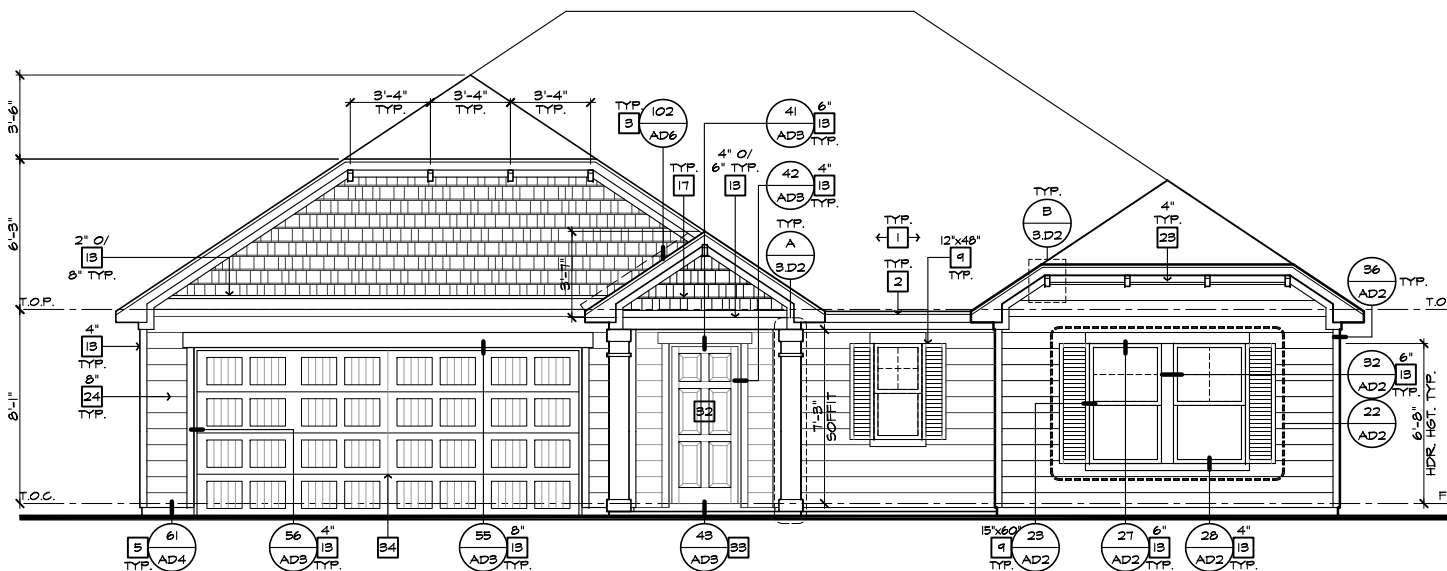 3'-6"
6'-3"
8'-1"
3'-4"
TYP.
3'-4"
TYP.
3'-4"
TYP.
TYP.
3
102
AD6
41
AD3
6"
13
TYP.
42
AD3
4"
13
TYP.
TYP.
17
4" O/
6" TYP.
13
TYP.
A
3.D2
3'-7"
TYP.
1
TYP.
2
12"x48"
9
TYP.
B
3.D2
4"
TYP.
23
36
AD2
TYP.
2" O/
13
8" TYP.
T.O.P.
T.O
4"
13
TYP.
8"
24
TYP.
32
7'-3"
SOFFIT
32
AD2
6"
13
TYP.
22
AD2
6'-8"
HDR. HGT. TYP.
T.O.C.
F
5
TYP.
61
AD4
56
AD3
4"
13
TYP.
34
55
AD3
8"
13
TYP.
43
AD3
33
15"x60"
9
TYP.
23
AD2
27
AD2
6"
13
TYP.
28
AD2
4"
13
TYP.